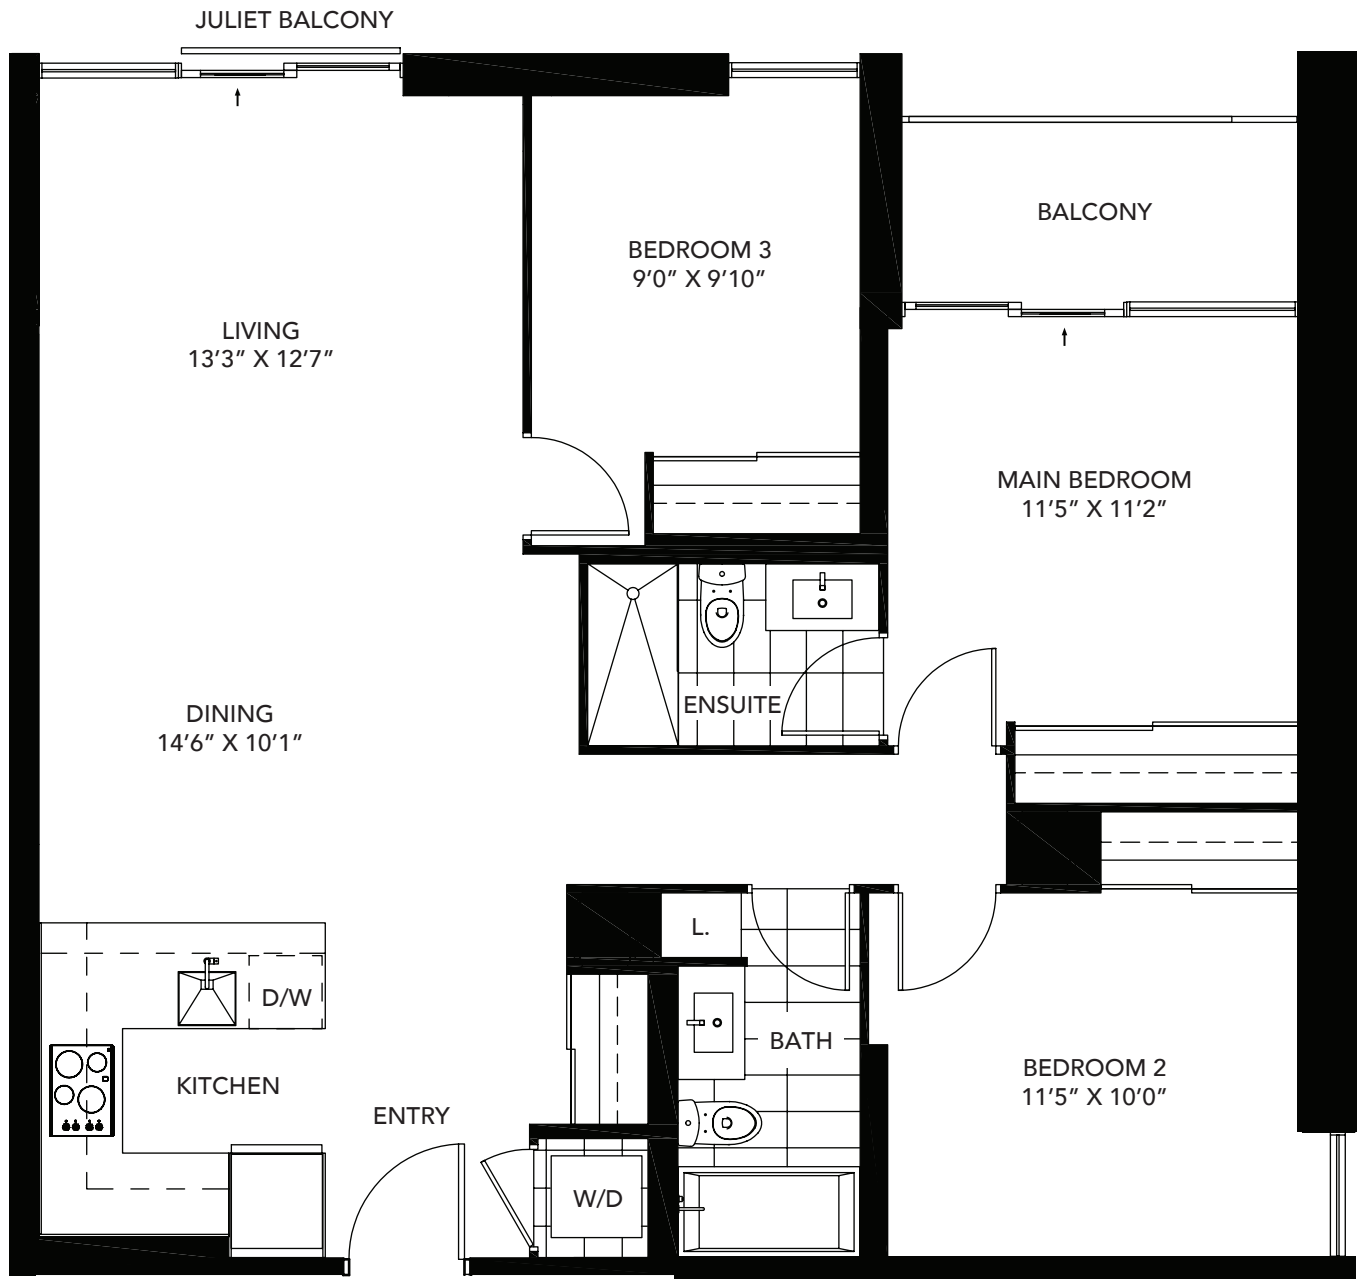 JULIET BALCONY
BALCONY
BEDROOM 3
9'0" X 9'10"
LIVING
13'3" X 12'7"
MAIN BEDROOM
11'5" X 11'2"
ENSUITE
DINING
14'6" X 10'1"
L.
D/W
BATH
KITCHEN
BEDROOM 2
11'5" X 10'0"
ENTRY
W/D